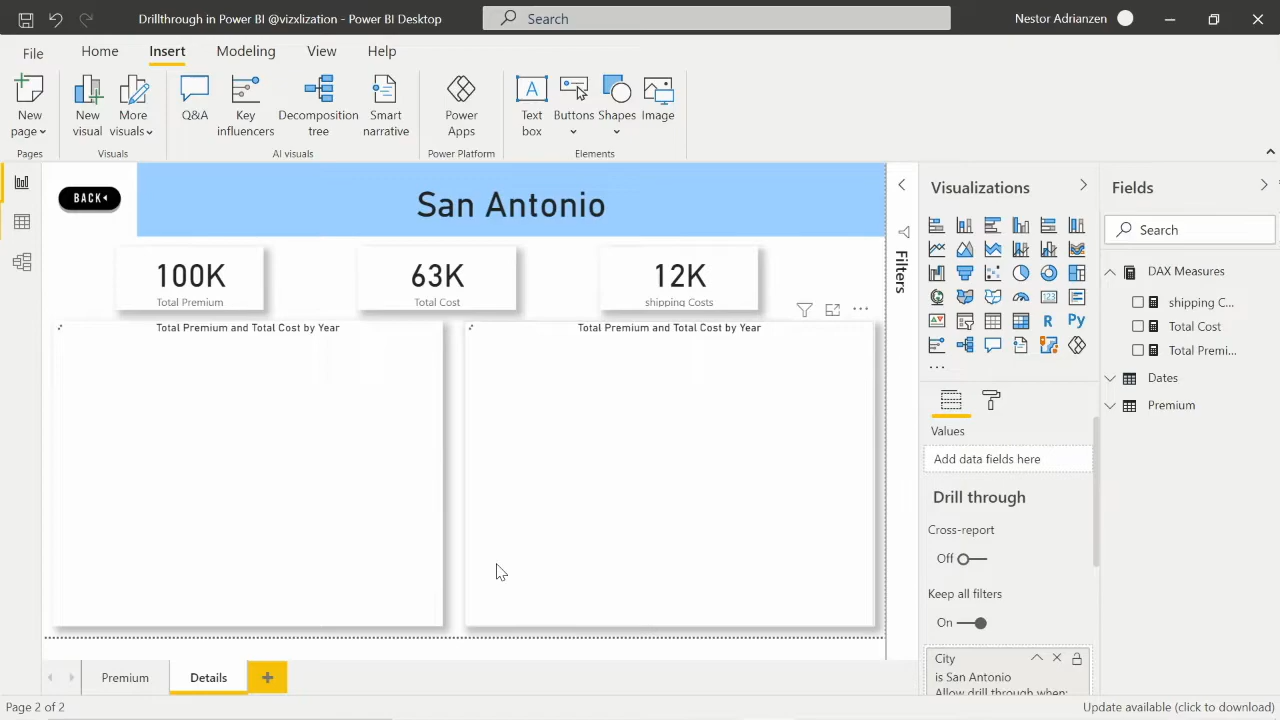 Drillthrough in Power BI @vizxlization - Power BI Desktop
Search
Nestor Adrianzen
File
Home
Insert
Modeling
View
Help
New page
New visual
More visuals
Q&A
Key influencers
Decomposition tree
Smart narrative
Power Apps
Text box
Buttons
Shapes
Image
Pages
Visuals
AI visuals
Power Platform
Elements
BACK
San Antonio
100K
Total Premium
63K
Total Cost
12K
shipping Costs
Total Premium and Total Cost by Year
Total Premium and Total Cost by Year
Filters
Visualizations
123
R
Py
Values
Add data fields here
Drill through
Cross-report
Off
Keep all filters
On
City
is San Antonio
Allow drill through when:
Fields
Search
DAX Measures
shipping C...
Total Cost
Total Premi...
Dates
Premium
Premium
Details
+
Page 2 of 2
Update available (click to download)